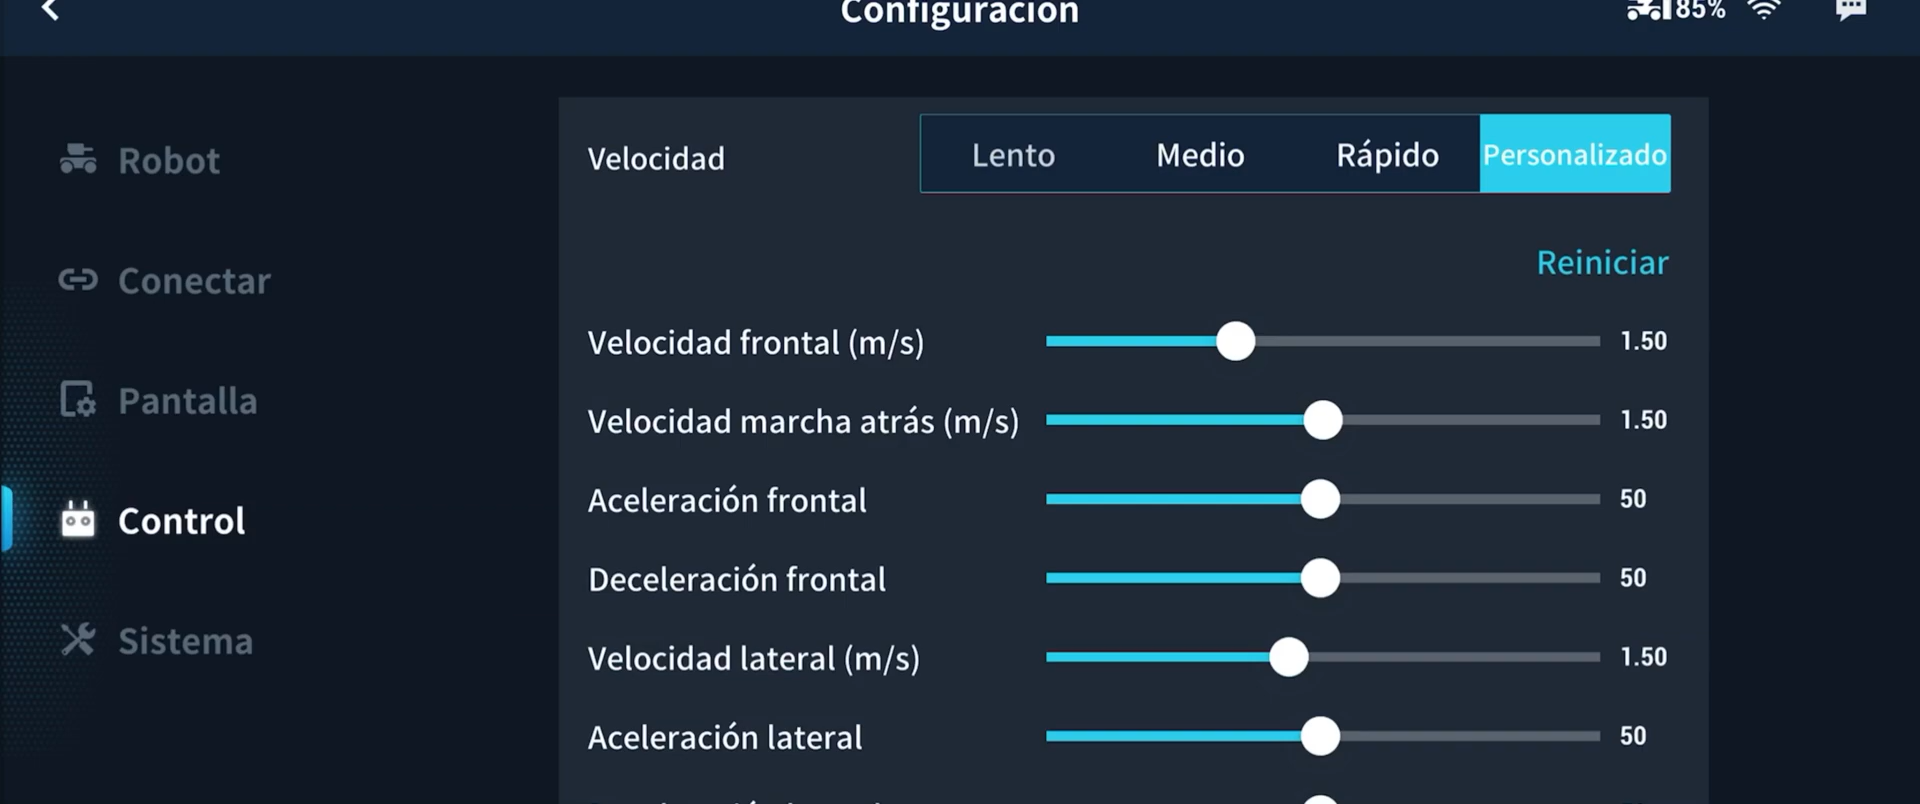 Configuración
85%
Robot
Conectar
Pantalla
Control
Sistema
Velocidad
Lento
Medio
Rápido
Personalizado
Reiniciar
Velocidad frontal (m/s) 1.50
Velocidad marcha atrás (m/s) 1.50
Aceleración frontal 50
Deceleración frontal 50
Velocidad lateral (m/s) 1.50
Aceleración lateral 50